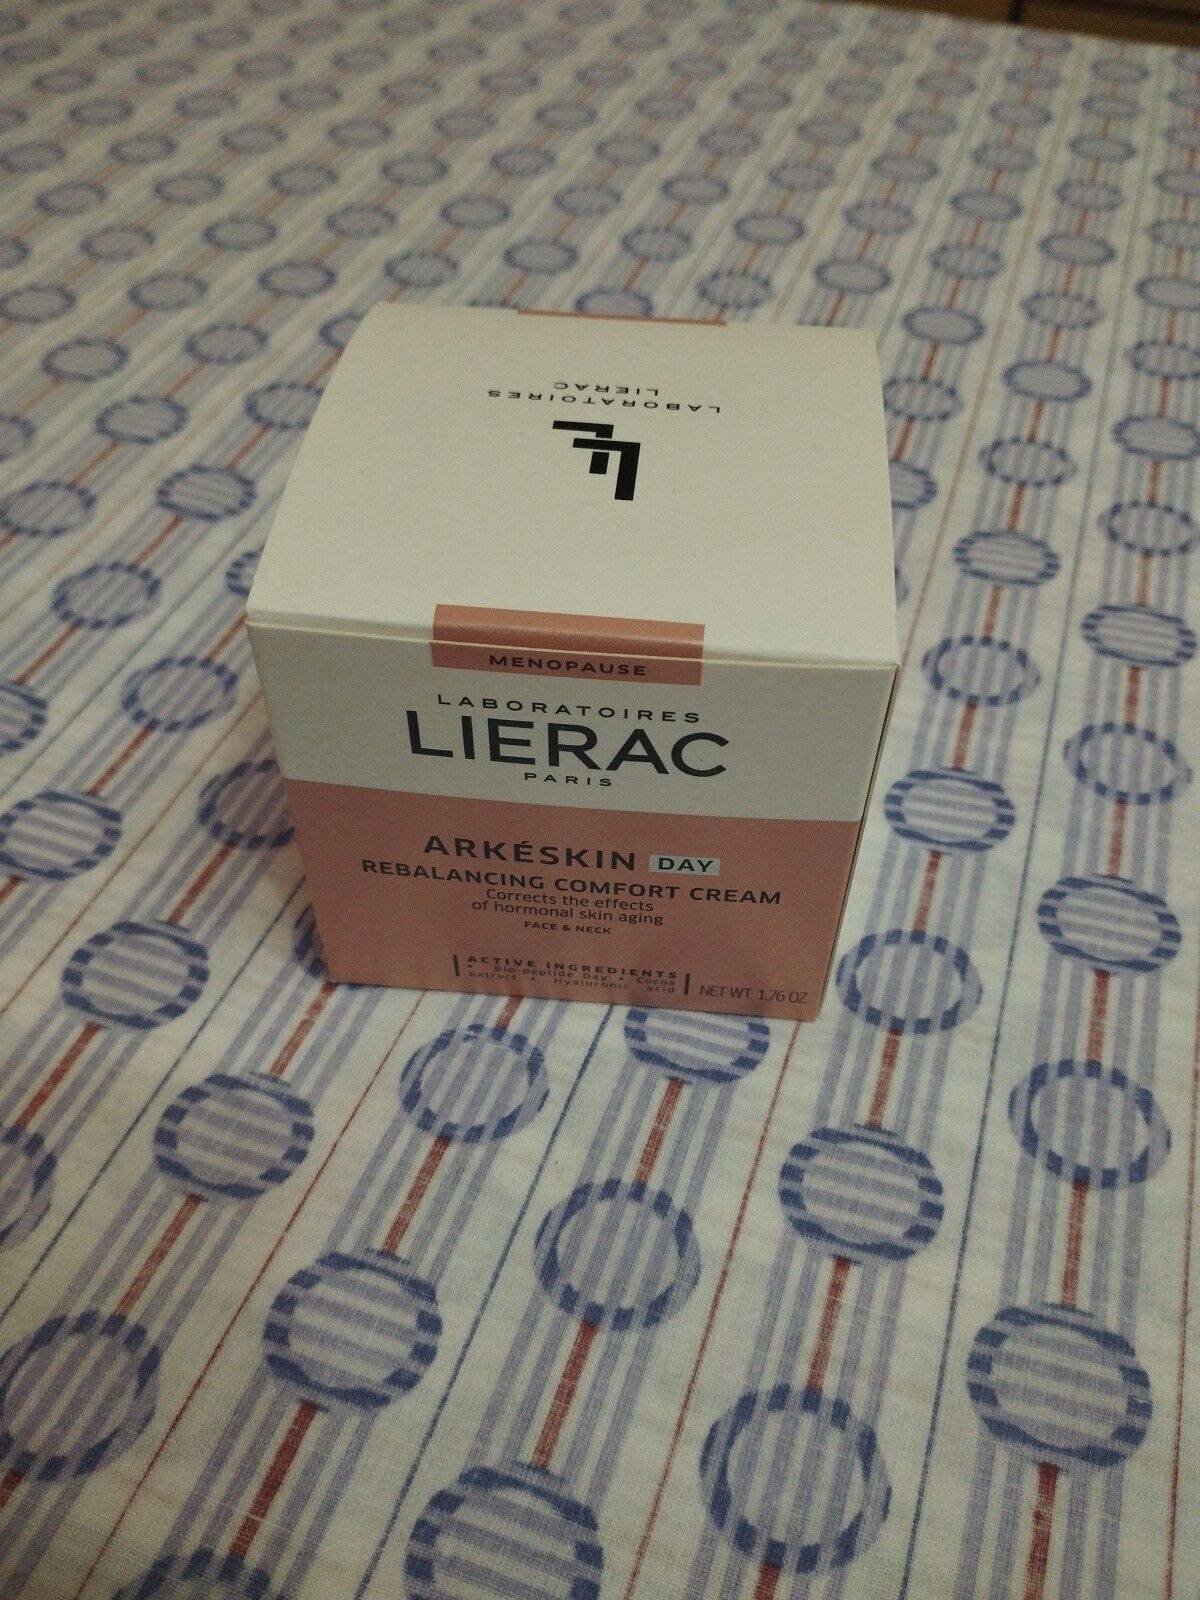 LABORATOIRES
LIERAC
MENOPAUSE
LABORATOIRES
LIERAC
PARIS
ARKÉSKIN DAY
REBALANCING COMFORT CREAM
Corrects the effects
of hormonal skin aging
FACE & NECK
ACTIVE INGREDIENTS
• Bio-peptide Day • Cocoa
extract • Hyaluronic acid
NET WT. 1.76 OZ.